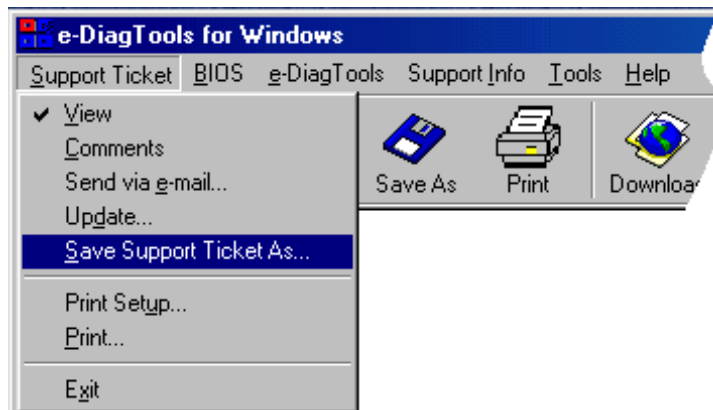 e-DiagTools for Windows
Support Ticket BIOS e-DiagTools Support Info Tools Help
View
Comments
Send via e-mail...
Update...
Save Support Ticket As...
Print Setup...
Print...
Exit
Save As Print